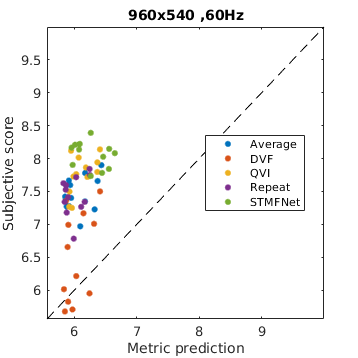 960x540 ,60Hz
9.5
9
8.5
8
7.5
7
6.5
6
Subjective score
Average
DVF
QVI
Repeat
STMFNet
6 7 8 9
Metric prediction